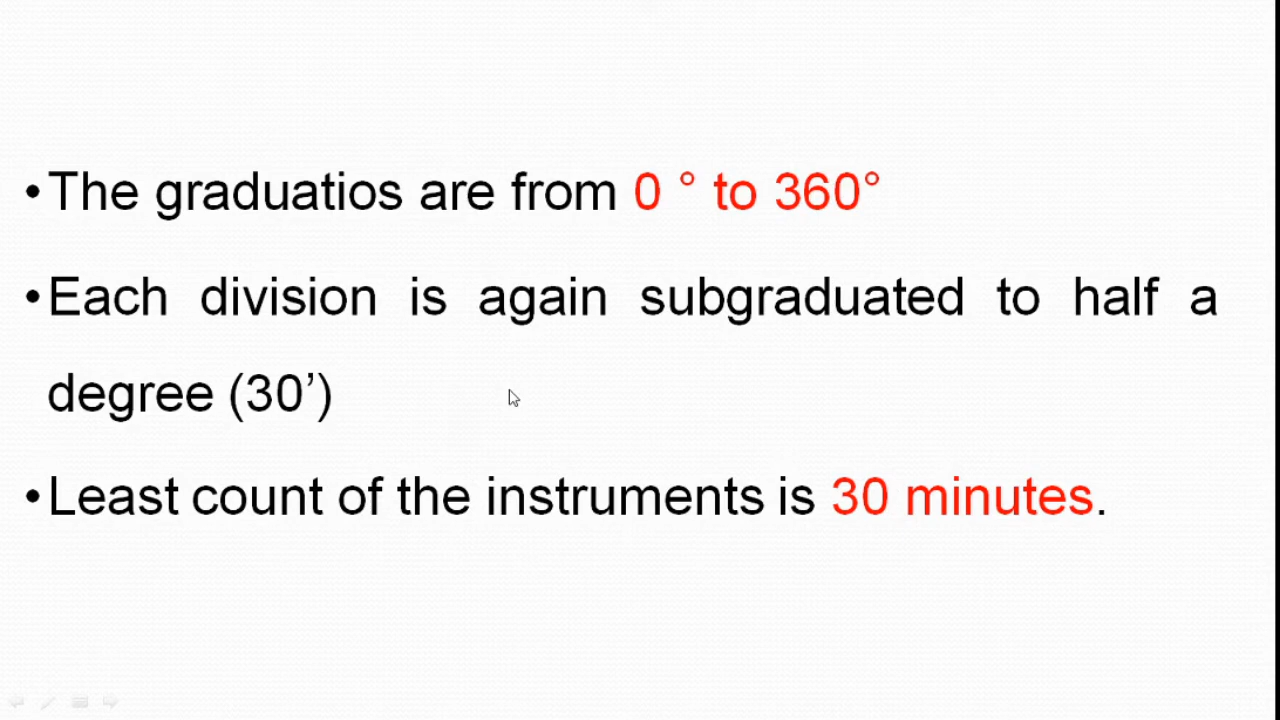 •The graduatios are from 0 ° to 360°
•Each division is again subgraduated to half a
degree (30’)
•Least count of the instruments is 30 minutes.